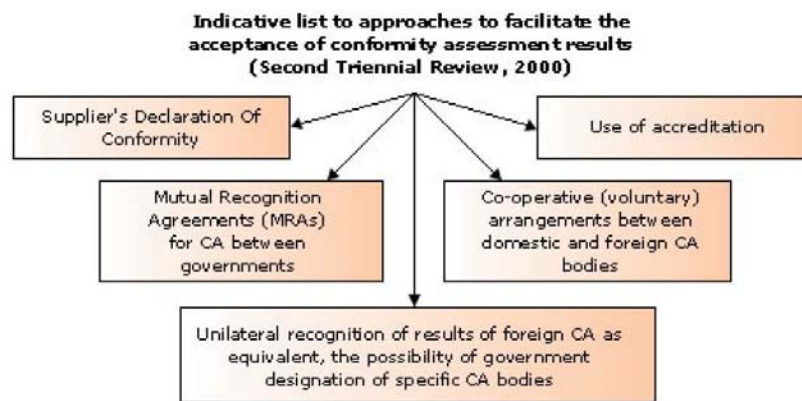 Indicative list to approaches to facilitate the
acceptance of conformity assessment results
(Second Triennial Review, 2000)
Supplier's Declaration Of
Conformity
Use of accreditation
Mutual Recognition
Agreements (MRAs)
for CA between
governments
Co-operative (voluntary)
arrangements between
domestic and foreign CA
bodies
Unilateral recognition of results of foreign CA as
equivalent, the possibility of government
designation of specific CA bodies